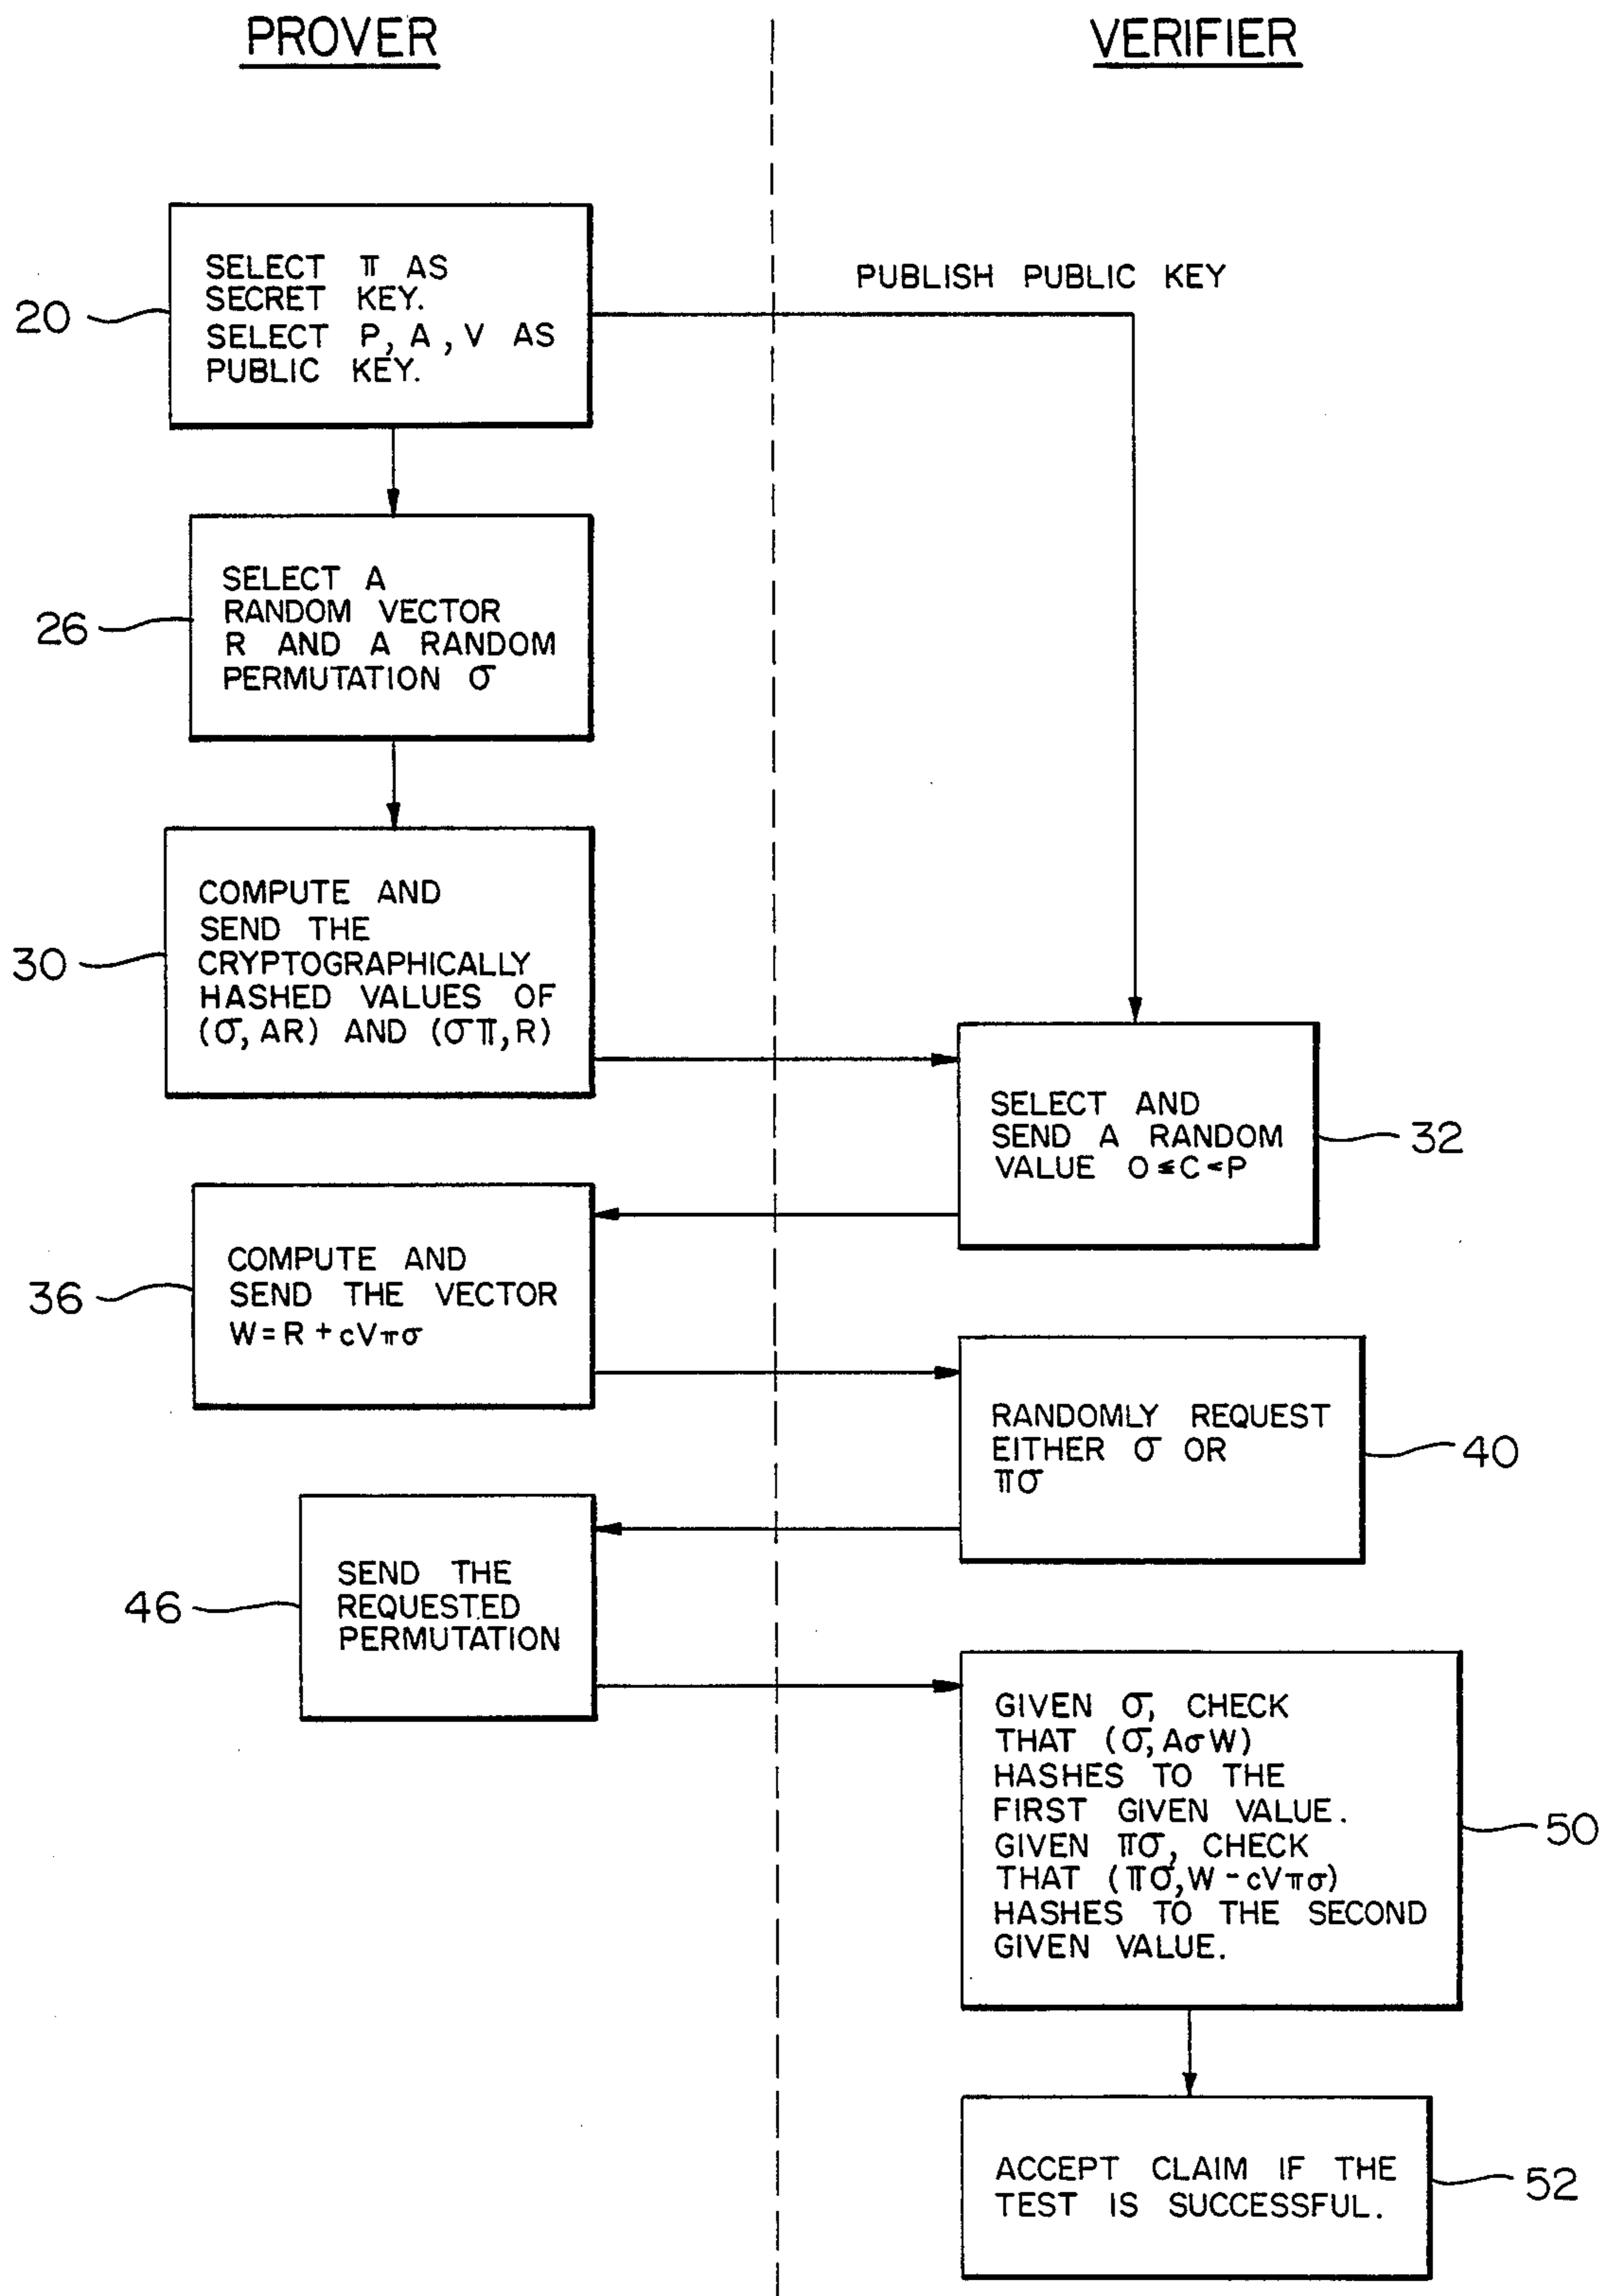 PROVER
VERIFIER
SELECT π AS
SECRET KEY.
SELECT P, A, V AS
PUBLIC KEY.
20
PUBLISH PUBLIC KEY
SELECT A
RANDOM VECTOR
R AND A RANDOM
PERMUTATION σ
26
COMPUTE AND
SEND THE
CRYPTOGRAPHICALLY
HASHED VALUES OF
(σ, AR) AND (σπ, R)
30
SELECT AND
SEND A RANDOM
VALUE 0 ≤ C < P
32
COMPUTE AND
SEND THE VECTOR
W = R + cVπσ
36
RANDOMLY REQUEST
EITHER σ OR
πσ
40
SEND THE
REQUESTED
PERMUTATION
46
GIVEN σ, CHECK
THAT (σ, AσW)
HASHES TO THE
FIRST GIVEN VALUE.
GIVEN πσ, CHECK
THAT (πσ, W - cVπσ)
HASHES TO THE SECOND
GIVEN VALUE.
50
ACCEPT CLAIM IF THE
TEST IS SUCCESSFUL.
52